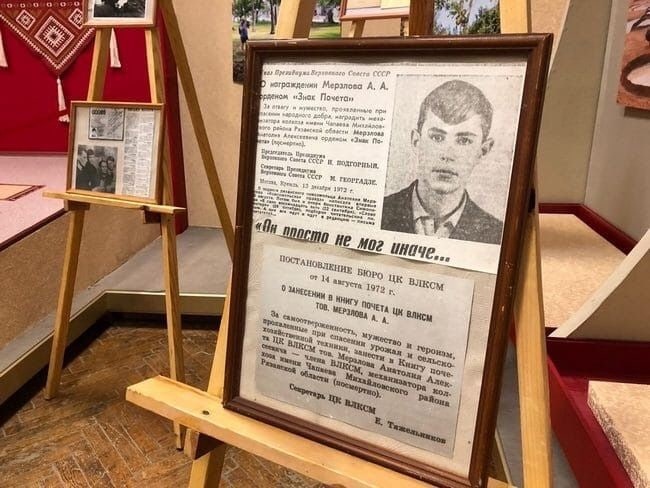 Указ Президиума Верховного Совета СССР
О награждении Мерзлова А. А.
орденом «Знак Почета»
За отвагу и мужество, проявленные при
спасении народного добра, наградить меха-
низатора колхоза имени Чапаева Михайлов-
ского района Рязанской области Мерзлова
Анатолия Алексеевича орденом «Знак По-
чета» (посмертно).
Председатель Президиума
Верховного Совета СССР Н. ПОДГОРНЫЙ.
Секретарь Президиума
Верховного Совета СССР М. ГЕОРГАДЗЕ.
Москва, Кремль. 13 декабря 1972 г.
«Он просто не мог иначе...
ПОСТАНОВЛЕНИЕ БЮРО ЦК ВЛКСМ
от 14 августа 1972 г.
О ЗАНЕСЕНИИ В КНИГУ ПОЧЕТА ЦК ВЛКСМ
ТОВ. МЕРЗЛОВА А. А.
За самоотверженность, мужество и героизм,
проявленные при спасении урожая и сельско-
хозяйственной техники, занести в Книгу поче-
та ЦК ВЛКСМ тов. Мерзлова Анатолия Алек-
сеевича — члена ВЛКСМ, механизатора кол-
хоза имени Чапаева Михайловского района
Рязанской области (посмертно).
Секретарь ЦК ВЛКСМ
Е. Тяжельников